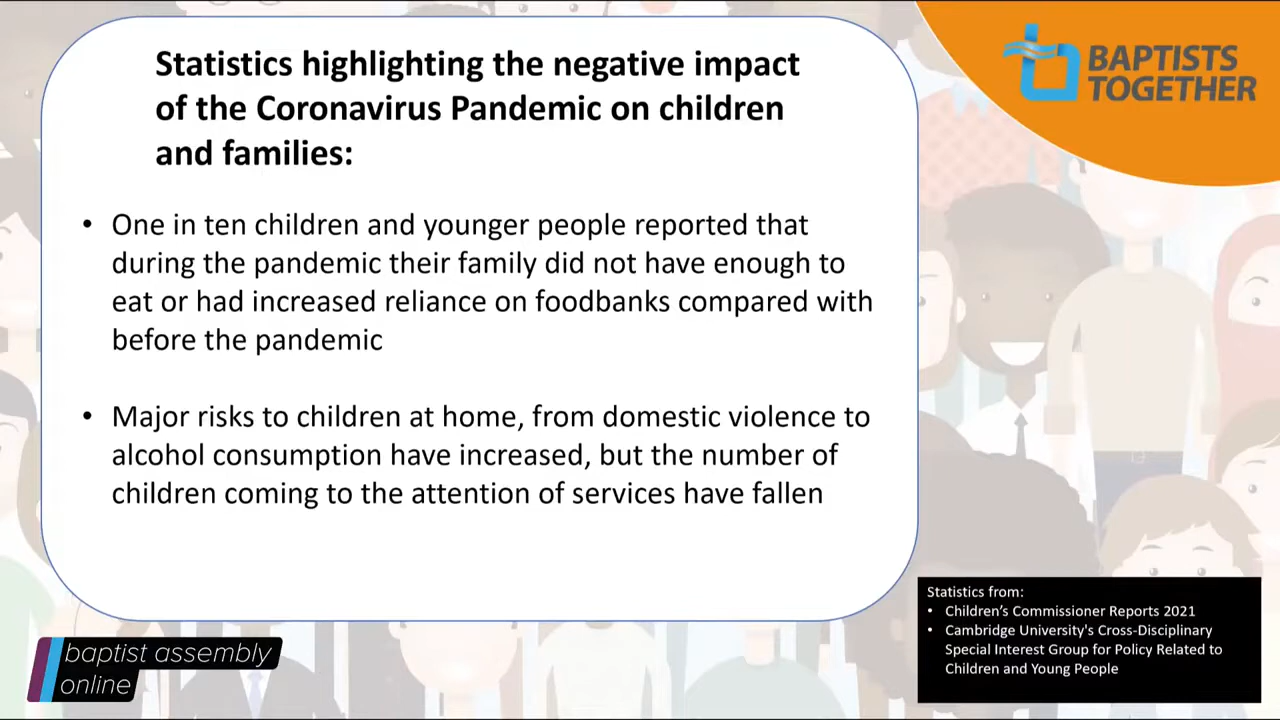 Statistics highlighting the negative impact
of the Coronavirus Pandemic on children
and families:
• One in ten children and younger people reported that
during the pandemic their family did not have enough to
eat or had increased reliance on foodbanks compared with
before the pandemic
• Major risks to children at home, from domestic violence to
alcohol consumption have increased, but the number of
children coming to the attention of services have fallen
BAPTISTS
TOGETHER
Statistics from:
• Children's Commissioner Reports 2021
• Cambridge University's Cross-Disciplinary
Special Interest Group for Policy Related to
Children and Young People
baptist assembly
online